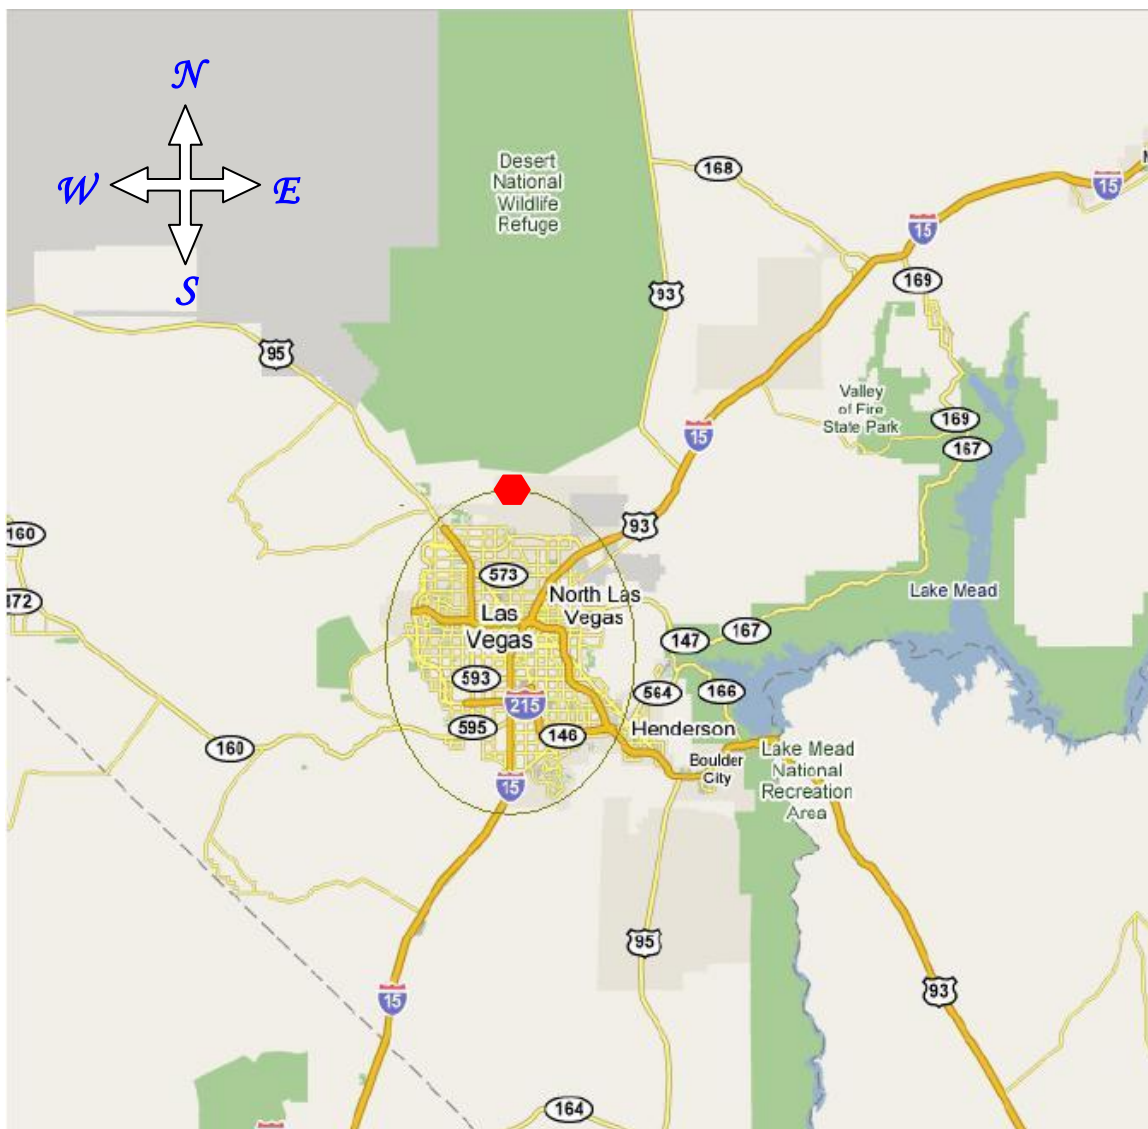 N
W
E
S
Desert
National
Wildlife
Refuge
168
15
15
169
93
95
Valley
of Fire
State Park
169
15
167
160
93
573
372
North Las
Vegas
Lake Mead
Las
Vegas
147
167
593
564
166
215
595
146
Henderson
160
Boulder
City
Lake Mead
National
Recreation
Area
15
95
93
15
164